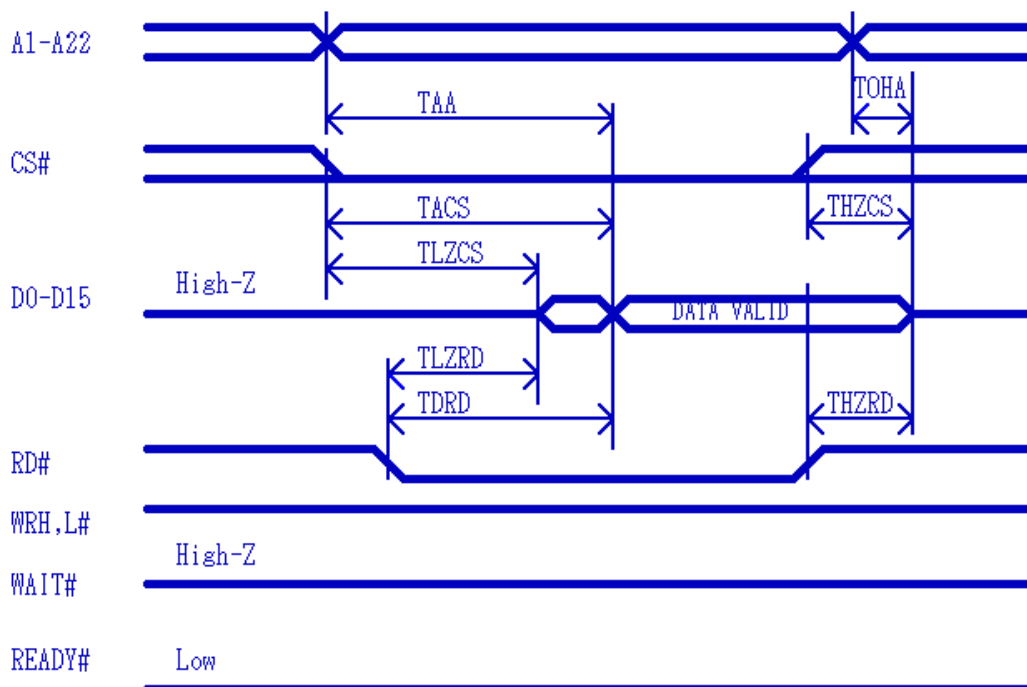 A1-A22
TOHA
TAA
CS#
TACS
THZCS
TLZCS
High-Z
D0-D15
DATA VALID
TLZRD
TDRD
THZRD
RD#
WRH,L#
High-Z
WAIT#
READY#
Low